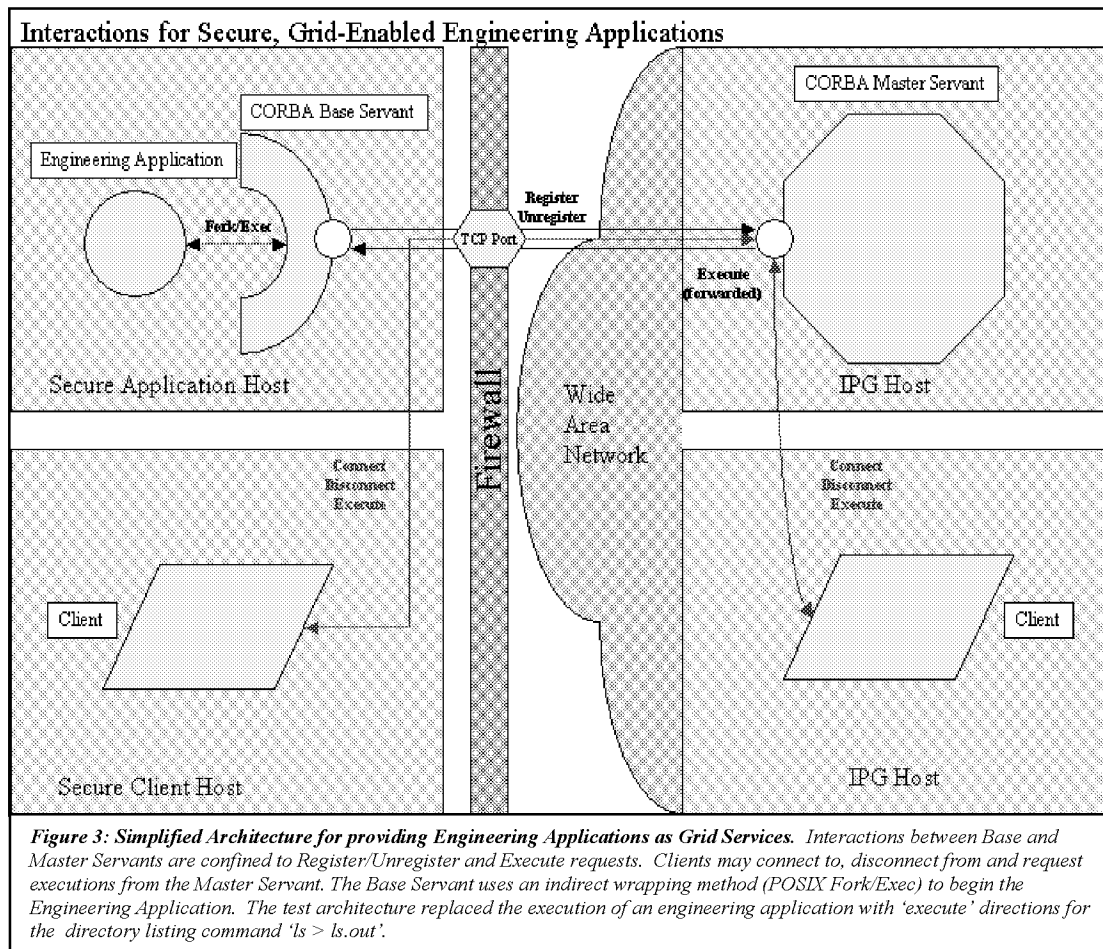 Interactions for Secure, Grid-Enabled Engineering Applications
CORBA Master Servant
CORBA Base Servant
Engineering Application
Fork/Exec
TCP Port
Register
Unregister
Execute
(forwarded)
Secure Application Host
IPG Host
Firewall
Wide
Area
Network
Connect
Disconnect
Execute
Connect
Disconnect
Execute
Client
Client
Secure Client Host
IPG Host
Figure 3: Simplified Architecture for providing Engineering Applications as Grid Services. Interactions between Base and
Master Servants are confined to Register/Unregister and Execute requests. Clients may connect to, disconnect from and request
executions from the Master Servant. The Base Servant uses an indirect wrapping method (POSIX Fork/Exec) to begin the
Engineering Application. The test architecture replaced the execution of an engineering application with ‘execute’ directions for
the directory listing command ‘ls > ls.out’.